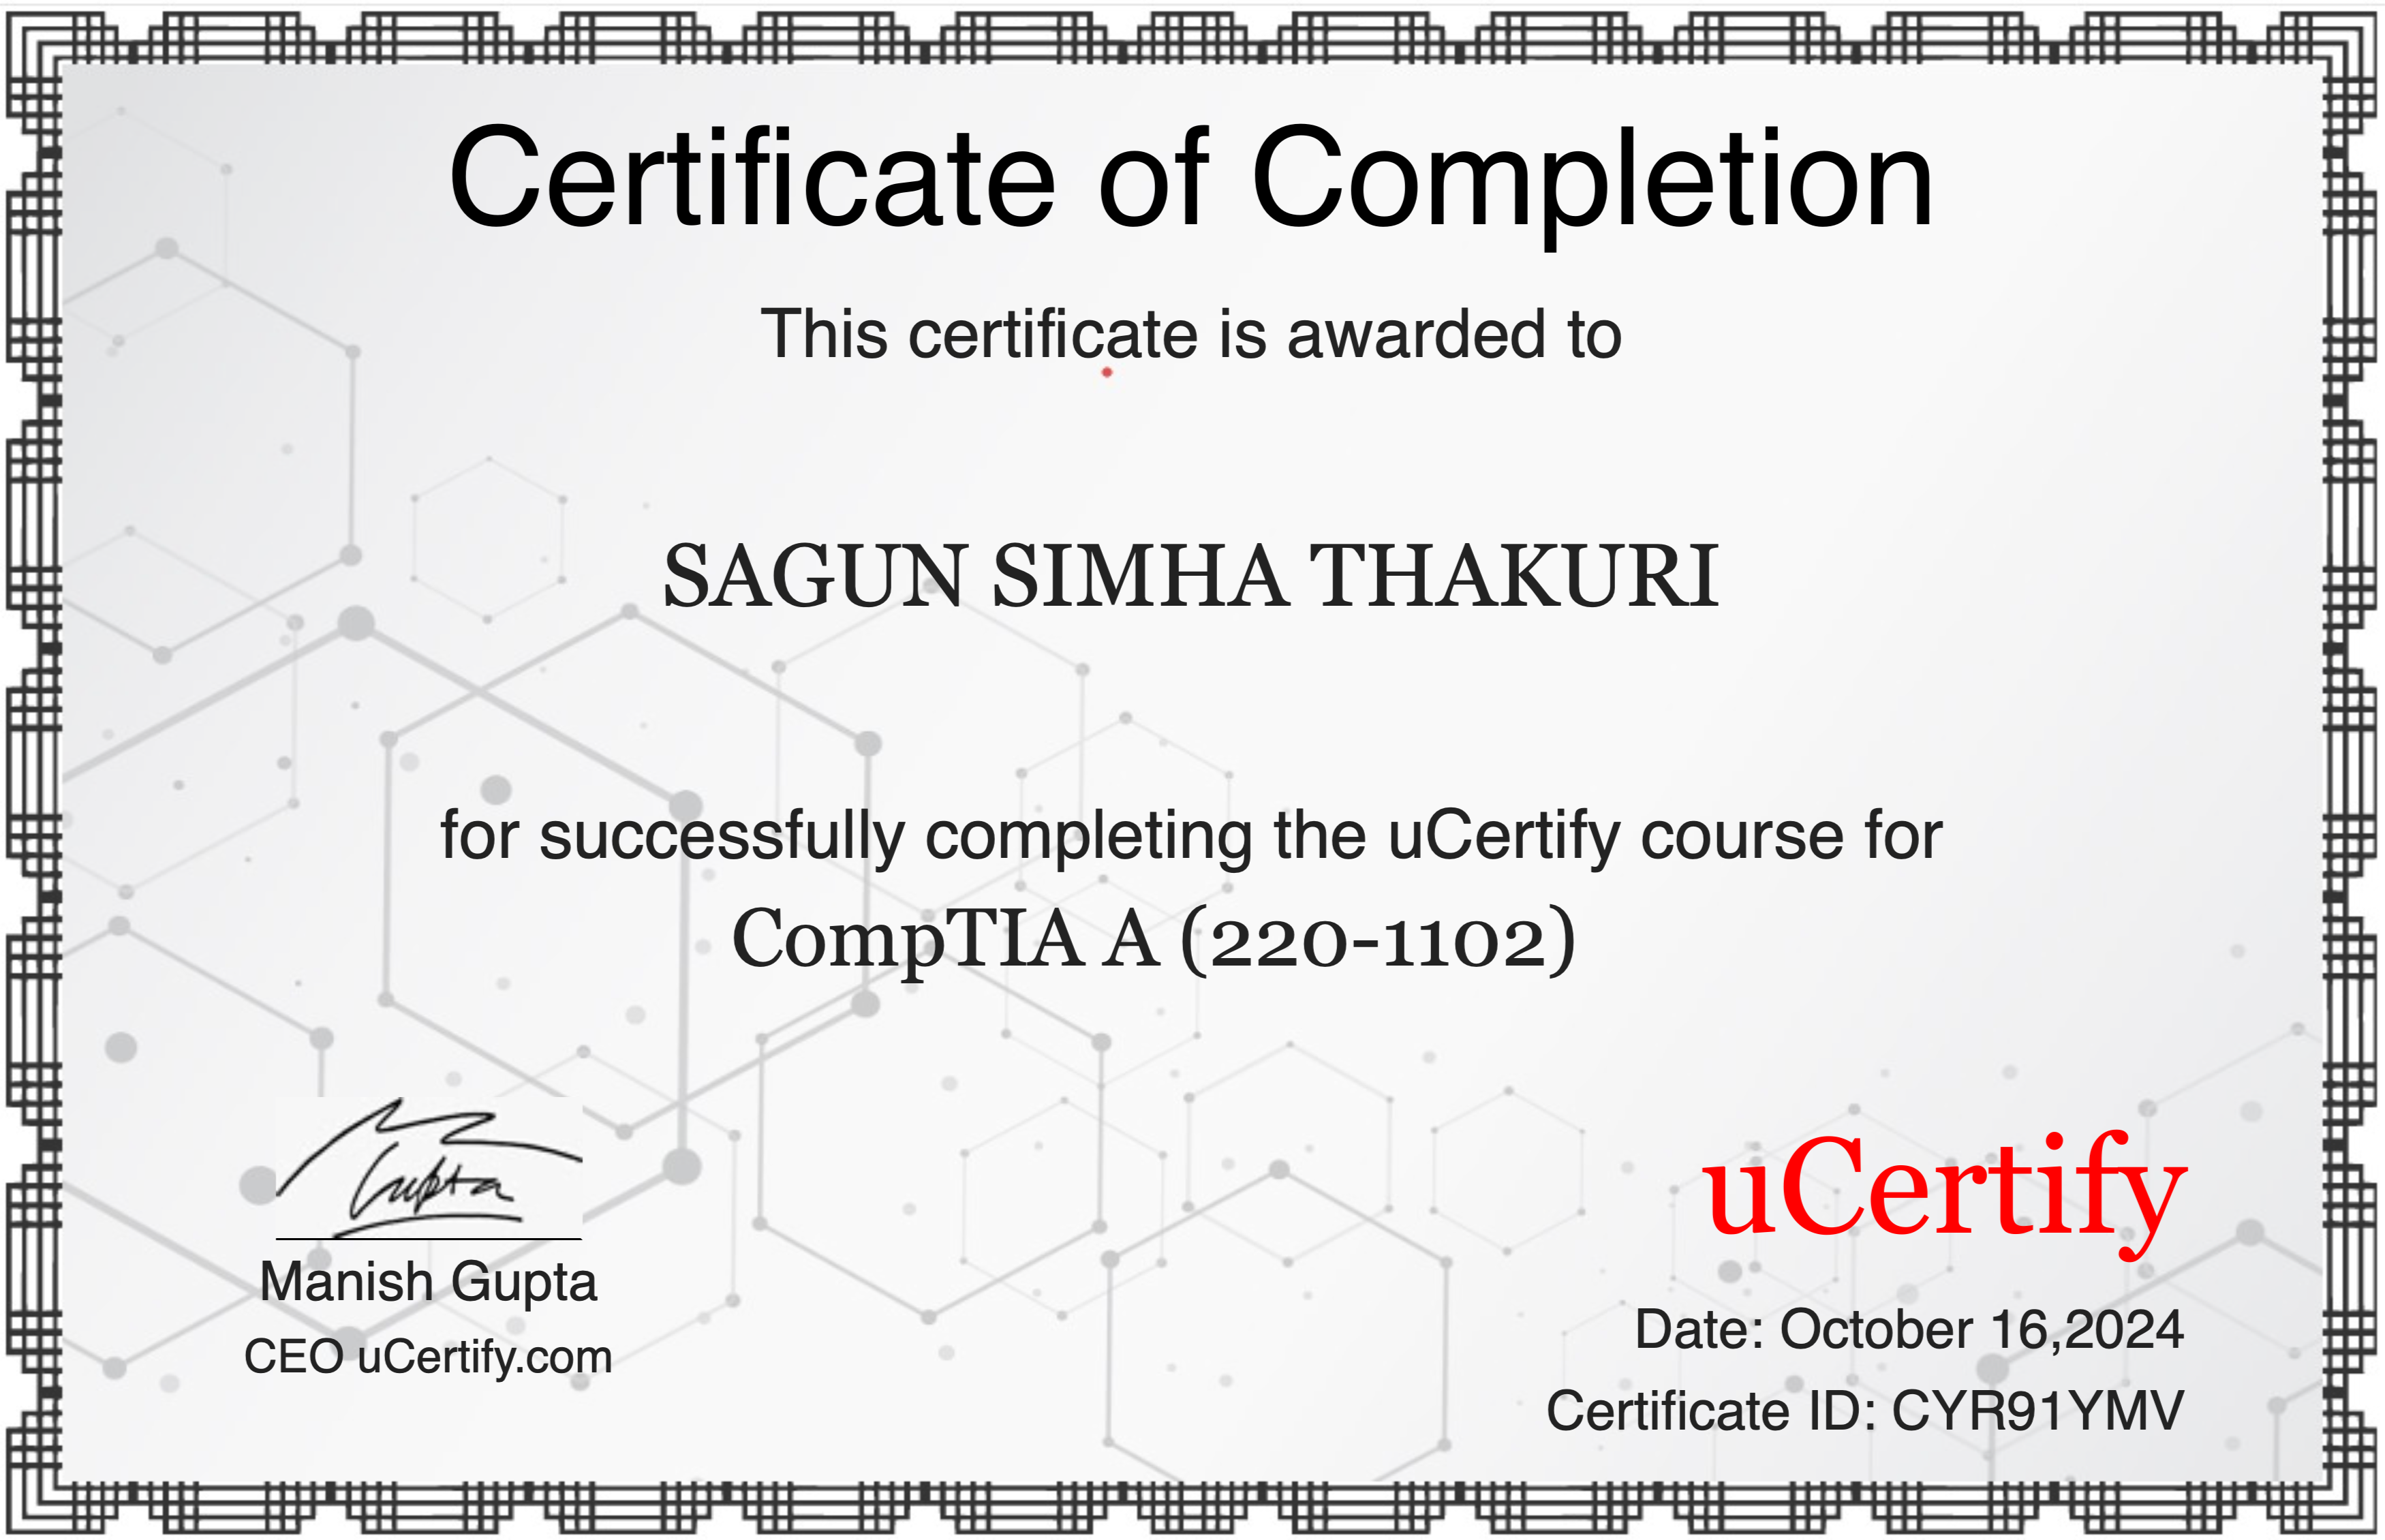 Certificate of Completion
This certificate is awarded to
SAGUN SIMHA THAKURI
for successfully completing the uCertify course for
CompTIA A (220-1102)
Gupta
Manish Gupta
CEO uCertify.com
uCertify
Date: October 16,2024
Certificate ID: CYR91YMV